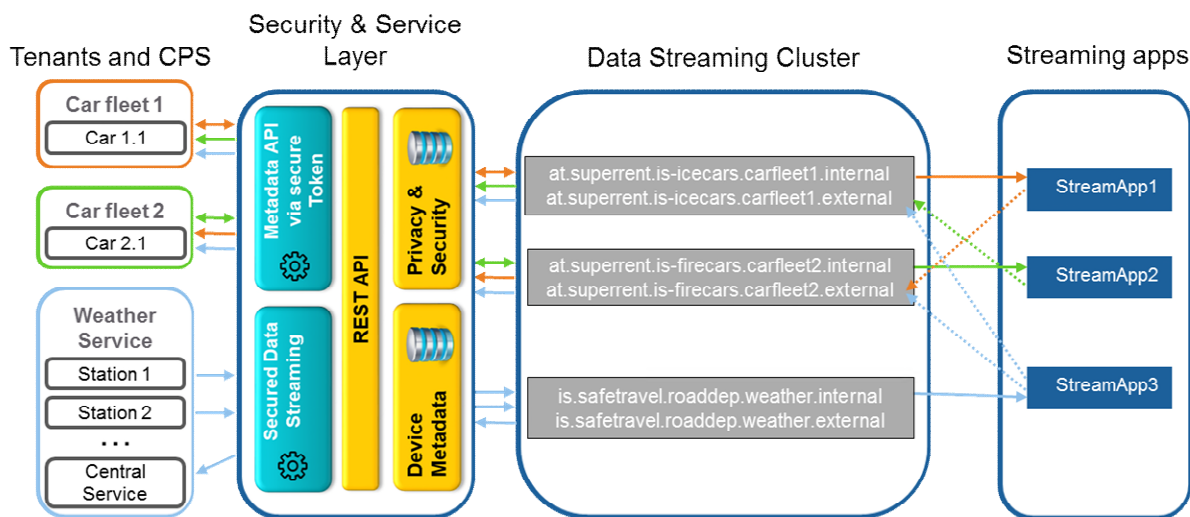 Tenants and CPS
Security & Service
Layer
Data Streaming Cluster
Streaming apps
Car fleet 1
Car 1.1
Car fleet 2
Car 2.1
Weather
Service
Station 1
Station 2
...
Central
Service
Metadata API
via secure
Token
Secured Data
Streaming
REST API
Privacy &
Security
Device
Metadata
at.superrent.is-icecars.carfleet1.internal
at.superrent.is-icecars.carfleet1.external
at.superrent.is-firecars.carfleet2.internal
at.superrent.is-firecars.carfleet2.external
is.safetravel.roaddep.weather.internal
is.safetravel.roaddep.weather.external
StreamApp1
StreamApp2
StreamApp3